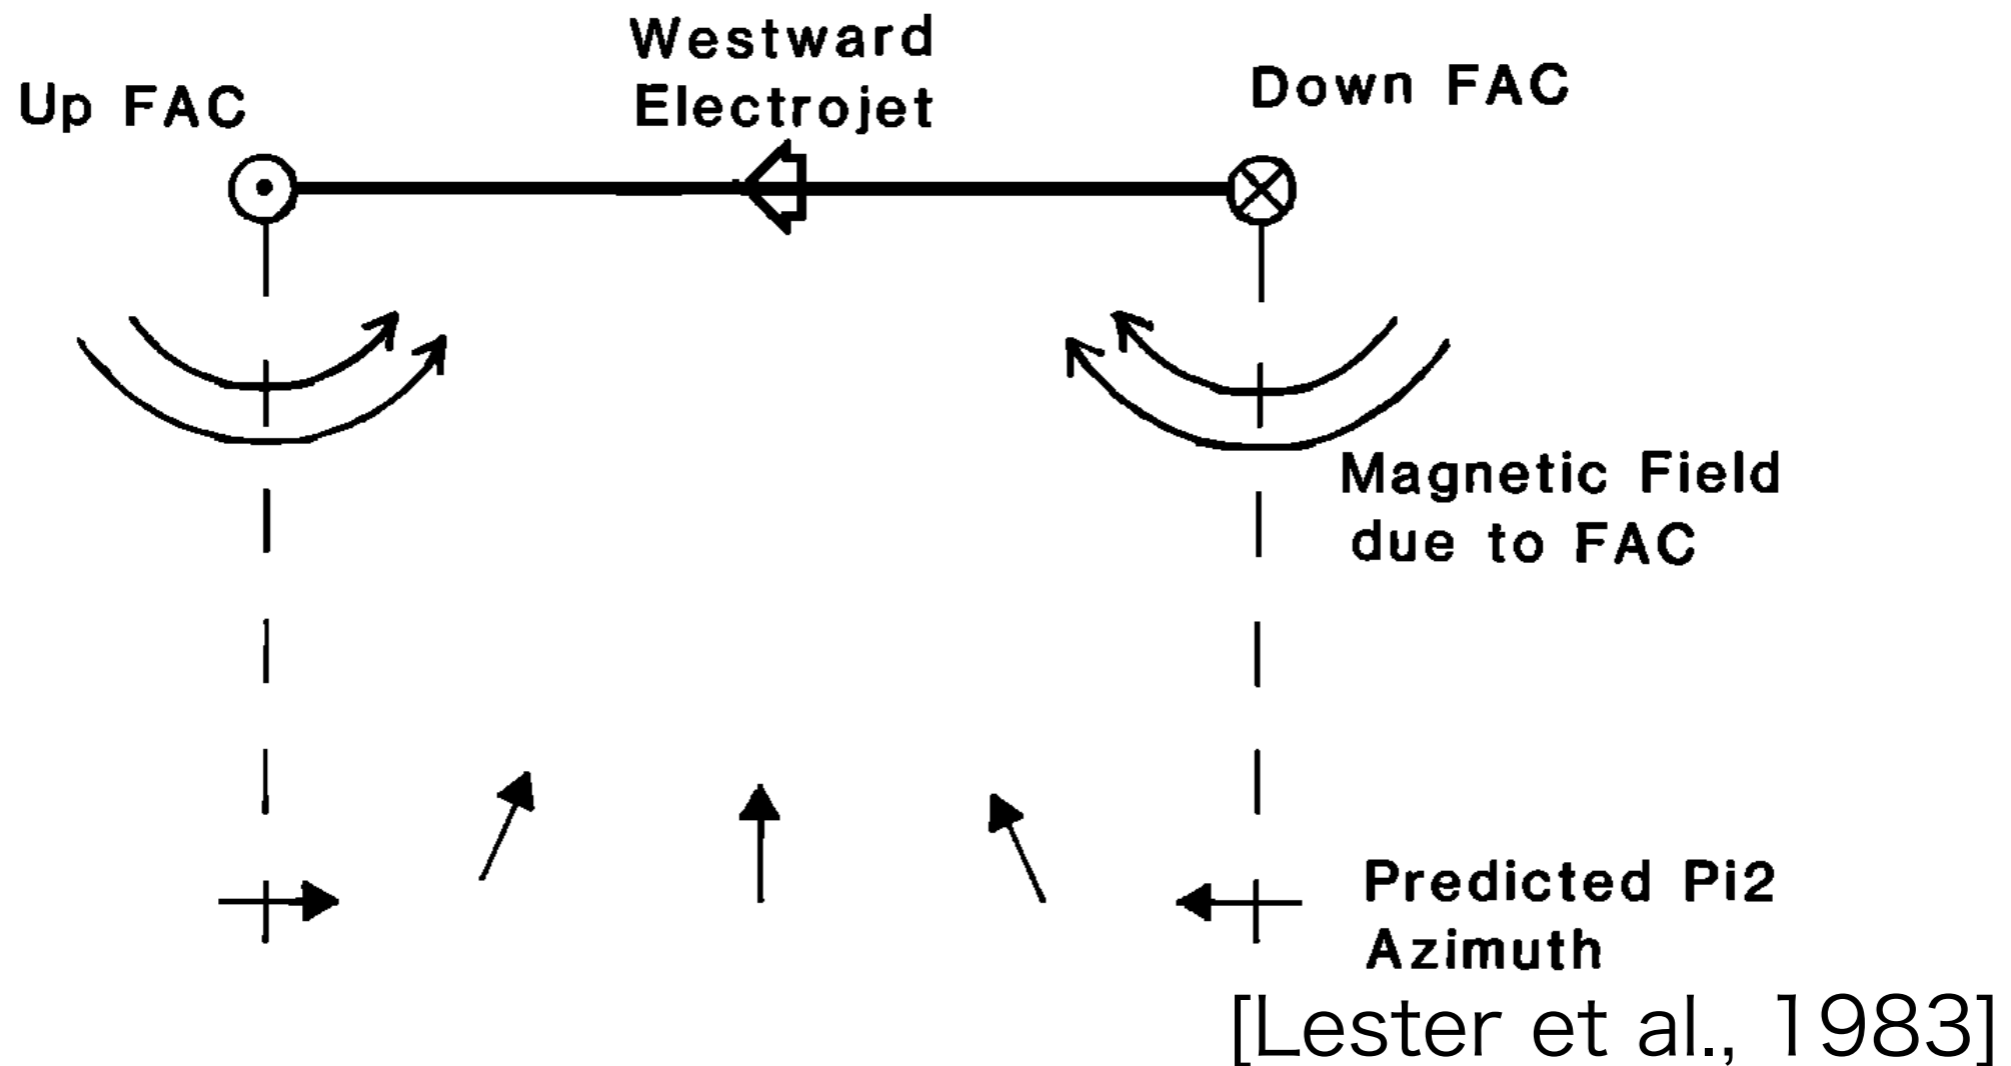 Westward
Electrojet
Up FAC
Down FAC
Magnetic Field
due to FAC
Predicted Pi2
Azimuth
[Lester et al., 1983]